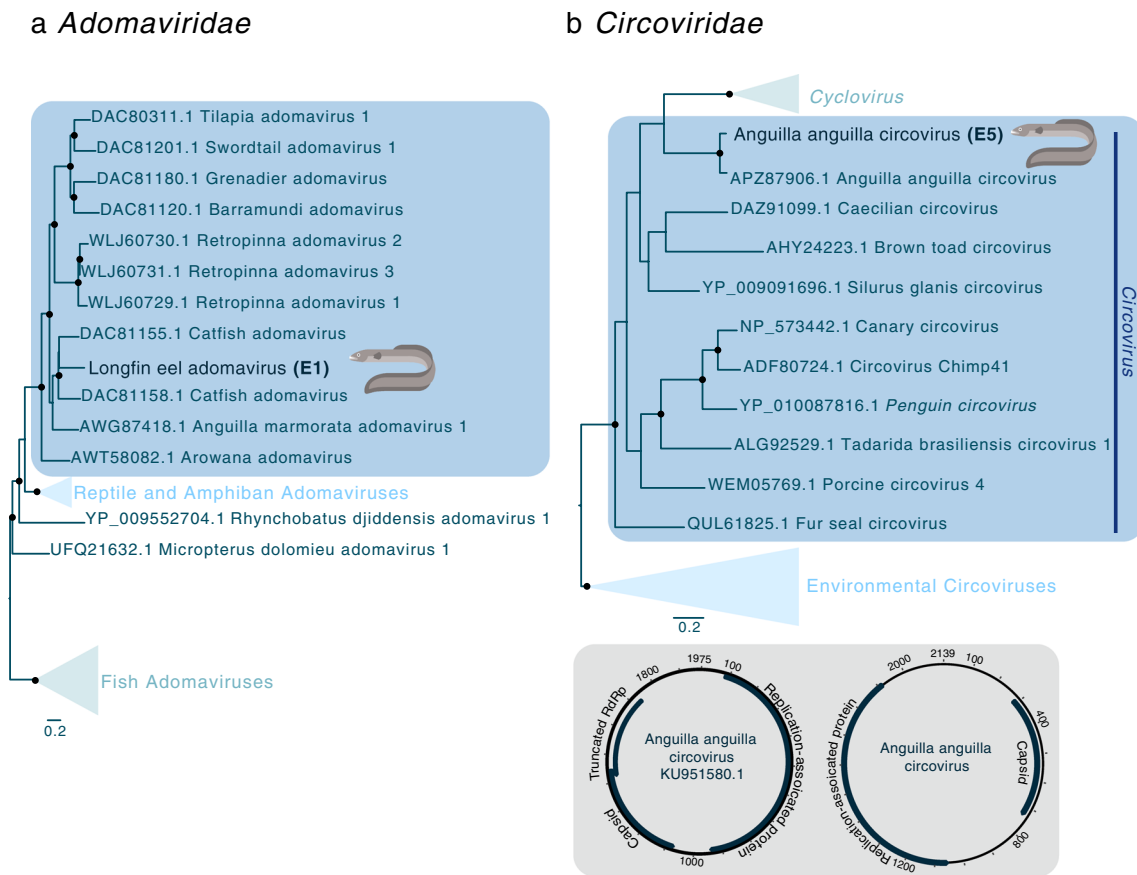 a Adomaviridae
DAC80311.1 Tilapia adomavirus 1
DAC81201.1 Swordtail adomavirus 1
DAC81180.1 Grenadier adomavirus
DAC81120.1 Barramundi adomavirus
WLJ60730.1 Retropinna adomavirus 2
WLJ60731.1 Retropinna adomavirus 3
WLJ60729.1 Retropinna adomavirus 1
DAC81155.1 Catfish adomavirus
Longfin eel adomavirus (E1)
DAC81158.1 Catfish adomavirus
AWG87418.1 Anguilla marmorata adomavirus 1
AWT58082.1 Arowana adomavirus
Reptile and Amphiban Adomaviruses
YP_009552704.1 Rhynchobatus djiddensis adomavirus 1
UFQ21632.1 Micropterus dolomieu adomavirus 1
Fish Adomaviruses
0.2
b Circoviridae
Cyclovirus
Anguilla anguilla circovirus (E5)
APZ87906.1 Anguilla anguilla circovirus
DAZ91099.1 Caecilian circovirus
AHY24223.1 Brown toad circovirus
YP_009091696.1 Silurus glanis circovirus
NP_573442.1 Canary circovirus
ADF80724.1 Circovirus Chimp41
YP_010087816.1 Penguin circovirus
ALG92529.1 Tadarida brasiliensis circovirus 1
WEM05769.1 Porcine circovirus 4
QUL61825.1 Fur seal circovirus
Circovirus
Environmental Circoviruses
0.2
1975
100
1800
1000
Truncated RdRp
Capsid
Replication-assoicated protein
Anguilla anguilla
circovirus
KU951580.1
2139
100
400
800
1200
2000
Capsid
Replication-assoicated protein
Anguilla anguilla
circovirus